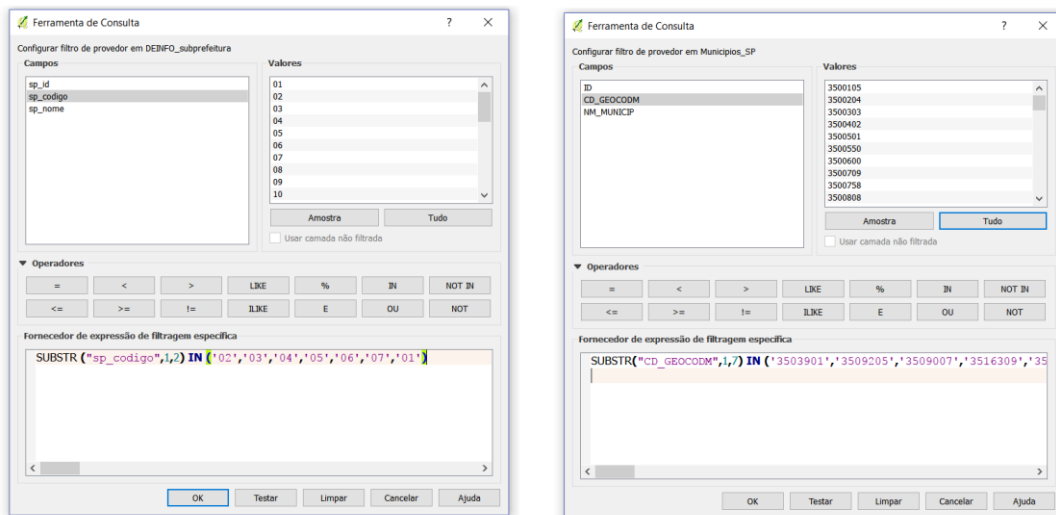 Ferramenta de Consulta ? ×
Configurar filtro de provedor em DEINFO_subprefeitura
Campos
sp_id
sp_codigo
sp_nome
Valores
01
02
03
04
05
06
07
08
09
10
Amostra Tudo
Usar camada não filtrada
Operadores
= < > LIKE % IN NOT IN
<= >= != ILIKE E OU NOT
Fornecedor de expressão de filtragem específica
SUBSTR ("sp_codigo",1,2) IN ('02','03','04','05','06','07','01')
OK Testar Limpar Cancelar Ajuda
Ferramenta de Consulta ? ×
Configurar filtro de provedor em Municipios_SP
Campos
ID
CD_GEOCODM
NM_MUNICIP
Valores
3500105
3500204
3500303
3500402
3500501
3500550
3500600
3500709
3500758
3500808
Amostra Tudo
Usar camada não filtrada
Operadores
= < > LIKE % IN NOT IN
<= >= != ILIKE E OU NOT
Fornecedor de expressão de filtragem específica
SUBSTR("CD_GEOCODM",1,7) IN ('3503901','3509205','3509007','3516309','35
OK Testar Limpar Cancelar Ajuda